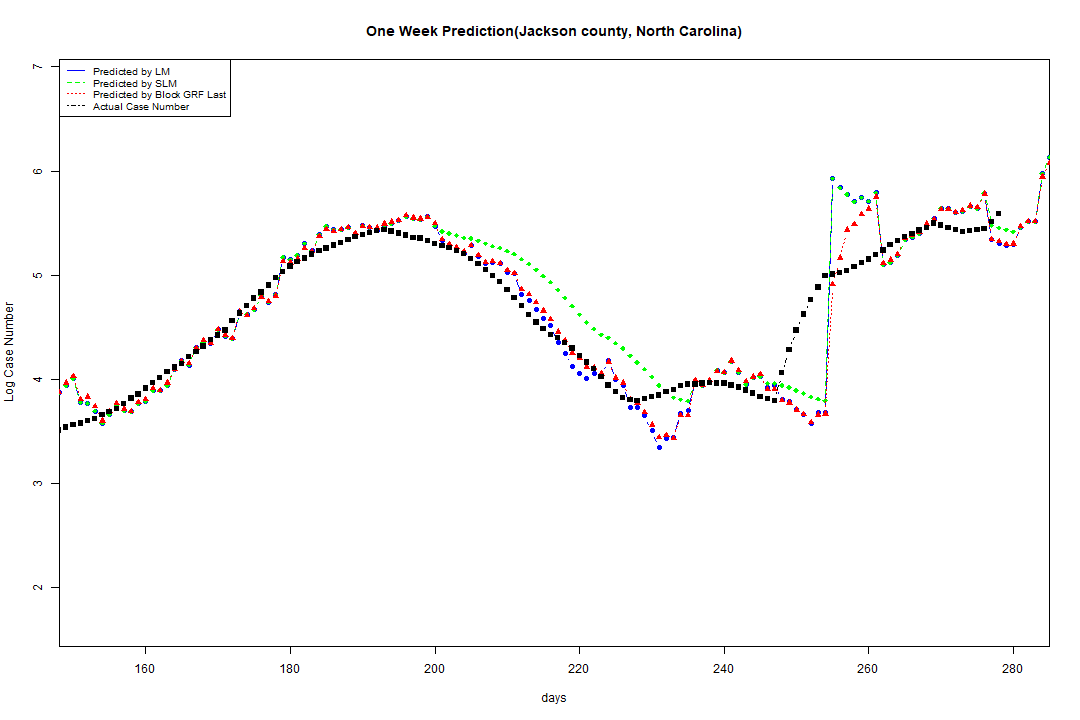 One Week Prediction(Jackson county, North Carolina)
Predicted by LM
Predicted by SLM
Predicted by Block GRF Last
Actual Case Number
Log Case Number
7
6
5
4
3
2
160 180 200 220 240 260 280
days